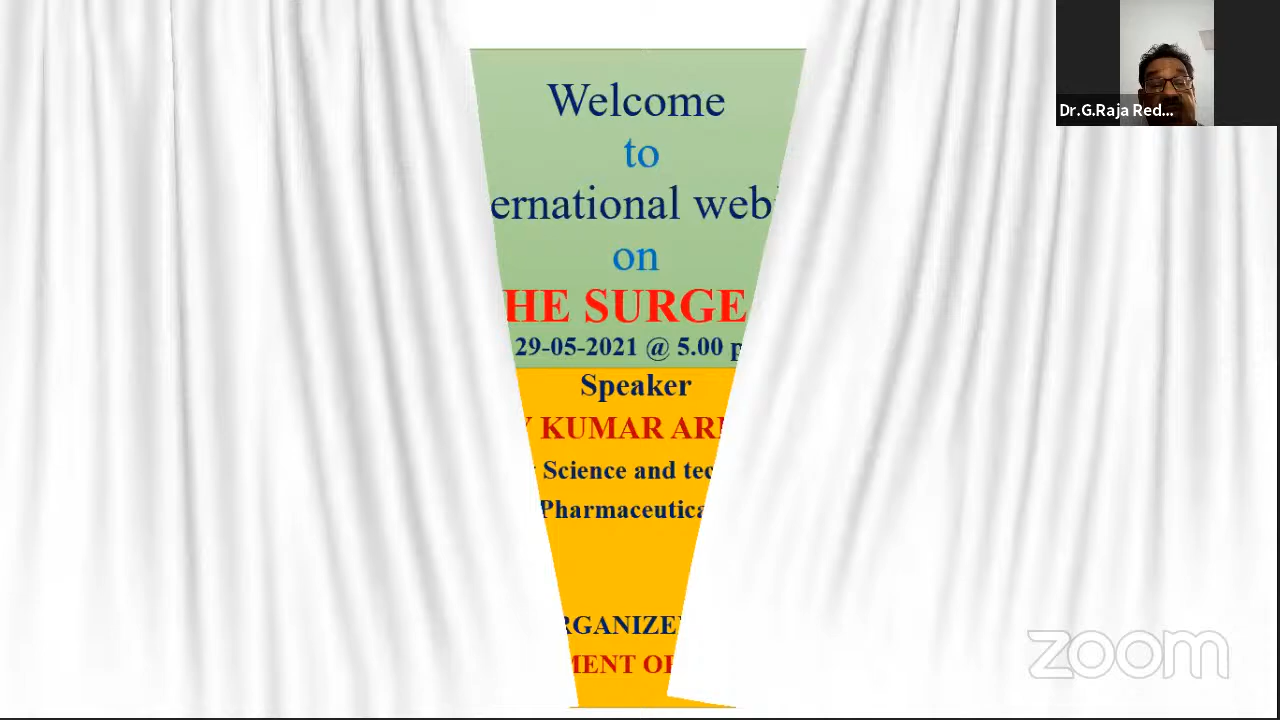 Welcome
to
ernational web
on
HE SURGE
29-05-2021 @ 5.00 p
Speaker
KUMAR AR
Science and tec
Pharmaceutica
RGANIZE
MENT OF
Dr.G.Raja Red...
zoom